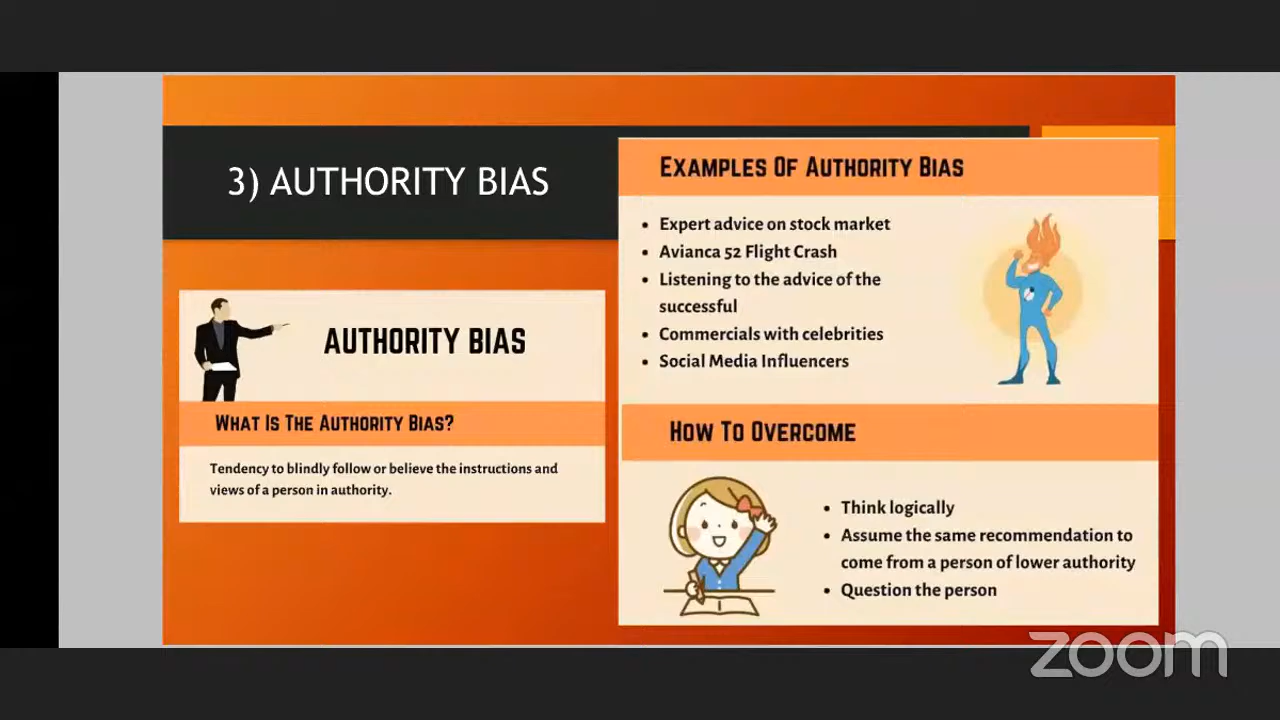 3) AUTHORITY BIAS
AUTHORITY BIAS
WHAT IS THE AUTHORITY BIAS?
Tendency to blindly follow or believe the instructions and
views of a person in authority.
EXAMPLES OF AUTHORITY BIAS
• Expert advice on stock market
• Avianca 52 Flight Crash
• Listening to the advice of the
successful
• Commercials with celebrities
• Social Media Influencers
HOW TO OVERCOME
• Think logically
• Assume the same recommendation to
come from a person of lower authority
• Question the person
zoom